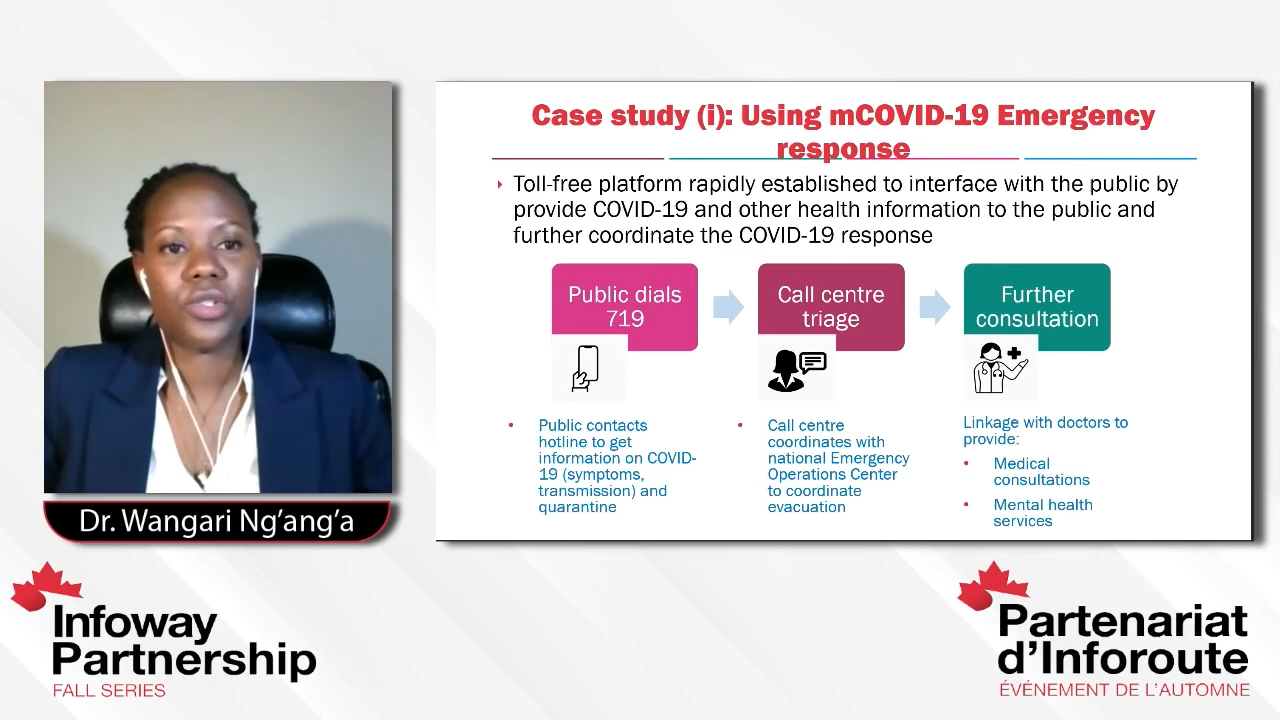 Case study (i): Using mCOVID-19 Emergency
response
Toll-free platform rapidly established to interface with the public by
provide COVID-19 and other health information to the public and
further coordinate the COVID-19 response
Public dials
719
Call centre
triage
Further
consultation
• Public contacts
hotline to get
information on COVID-
19 (symptoms,
transmission) and
quarantine
• Call centre
coordinates with
national Emergency
Operations Center
to coordinate
evacuation
Linkage with doctors to
provide:
• Medical
consultations
• Mental health
services
Dr. Wangari Ng'ang'a
Infoway
Partnership
FALL SERIES
Partenariat
d'Inforoute
ÉVÉNEMENT DE L'AUTOMNE